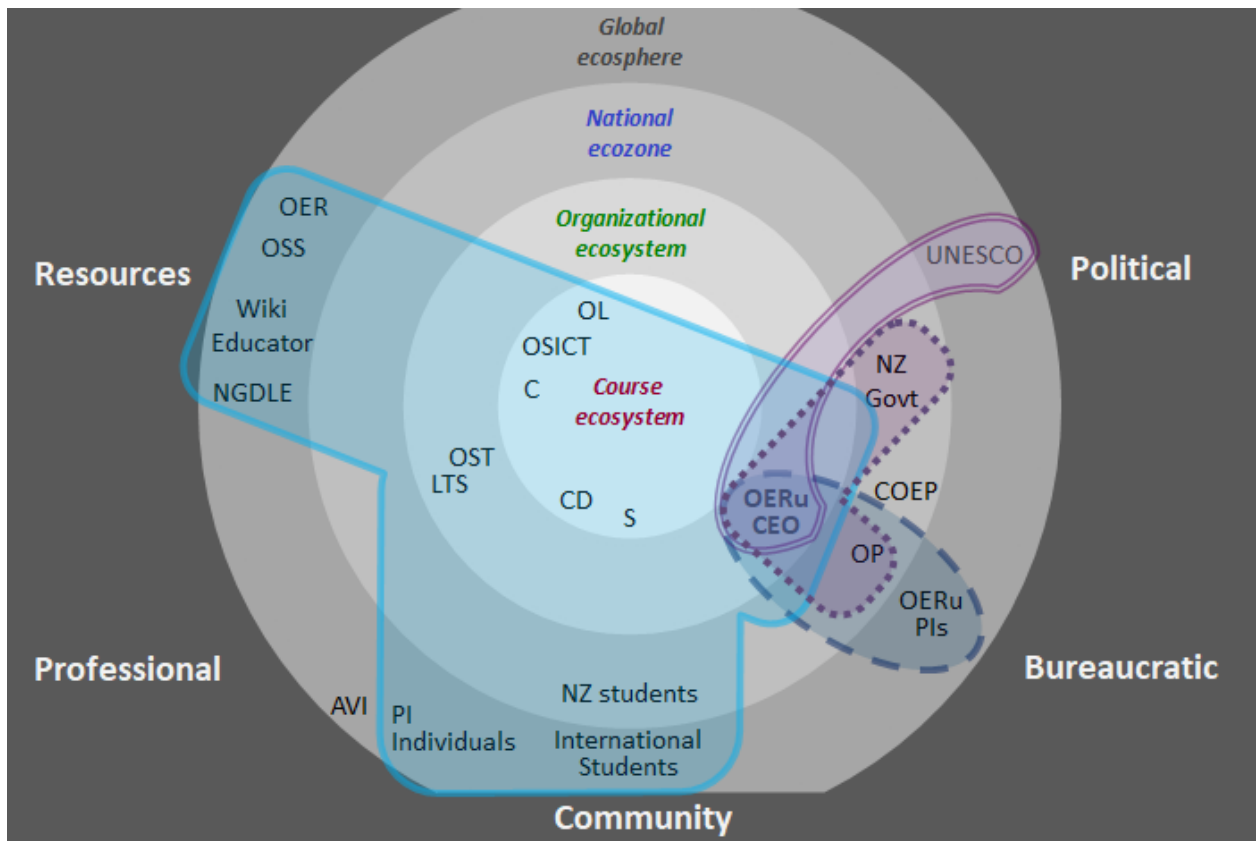 Global
ecosphere
National
ecozone
Organizational
ecosystem
Course
ecosystem
Resources
Political
Professional
Bureaucratic
Community
OER
OSS
Wiki
Educator
NGDLE
OL
OSICT
C
OST
LTS
CD
S
UNESCO
NZ
Govt
COEP
OERu
CEO
OP
OERu
PIs
AVI
PI
Individuals
NZ students
International
Students